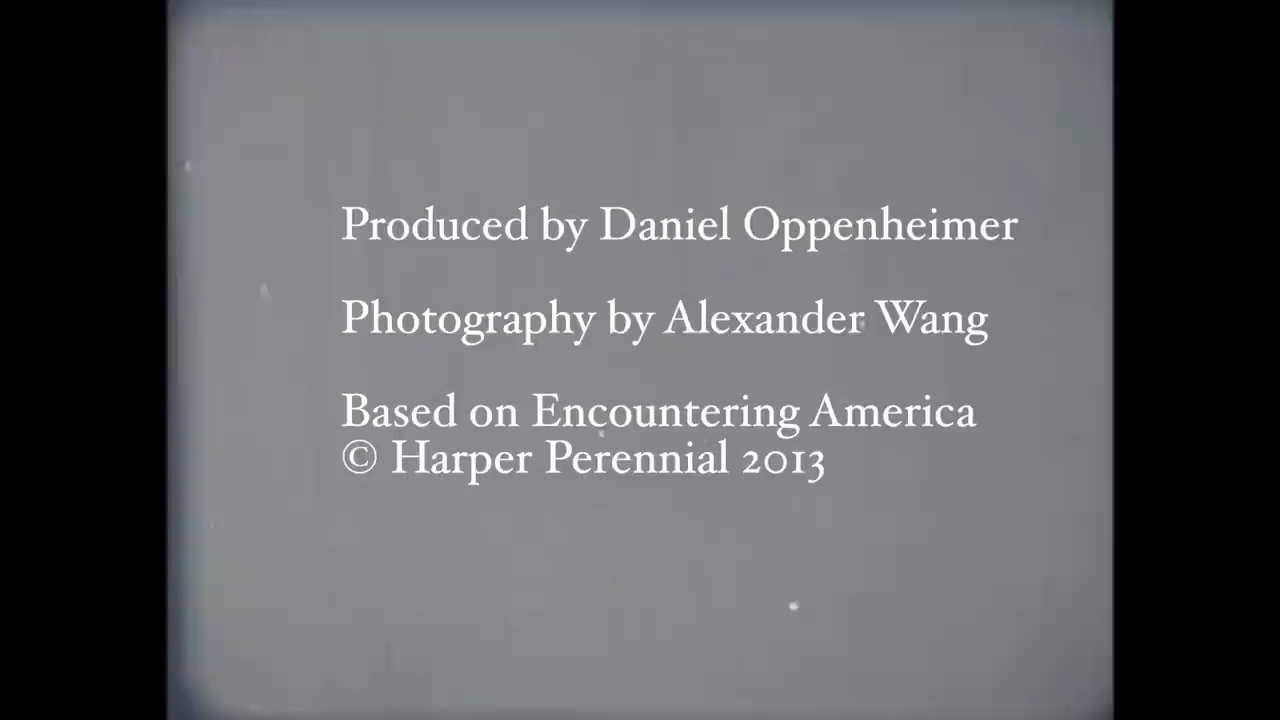 Produced by Daniel Oppenheimer
Photography by Alexander Wang
Based on Encountering America
© Harper Perennial 2013